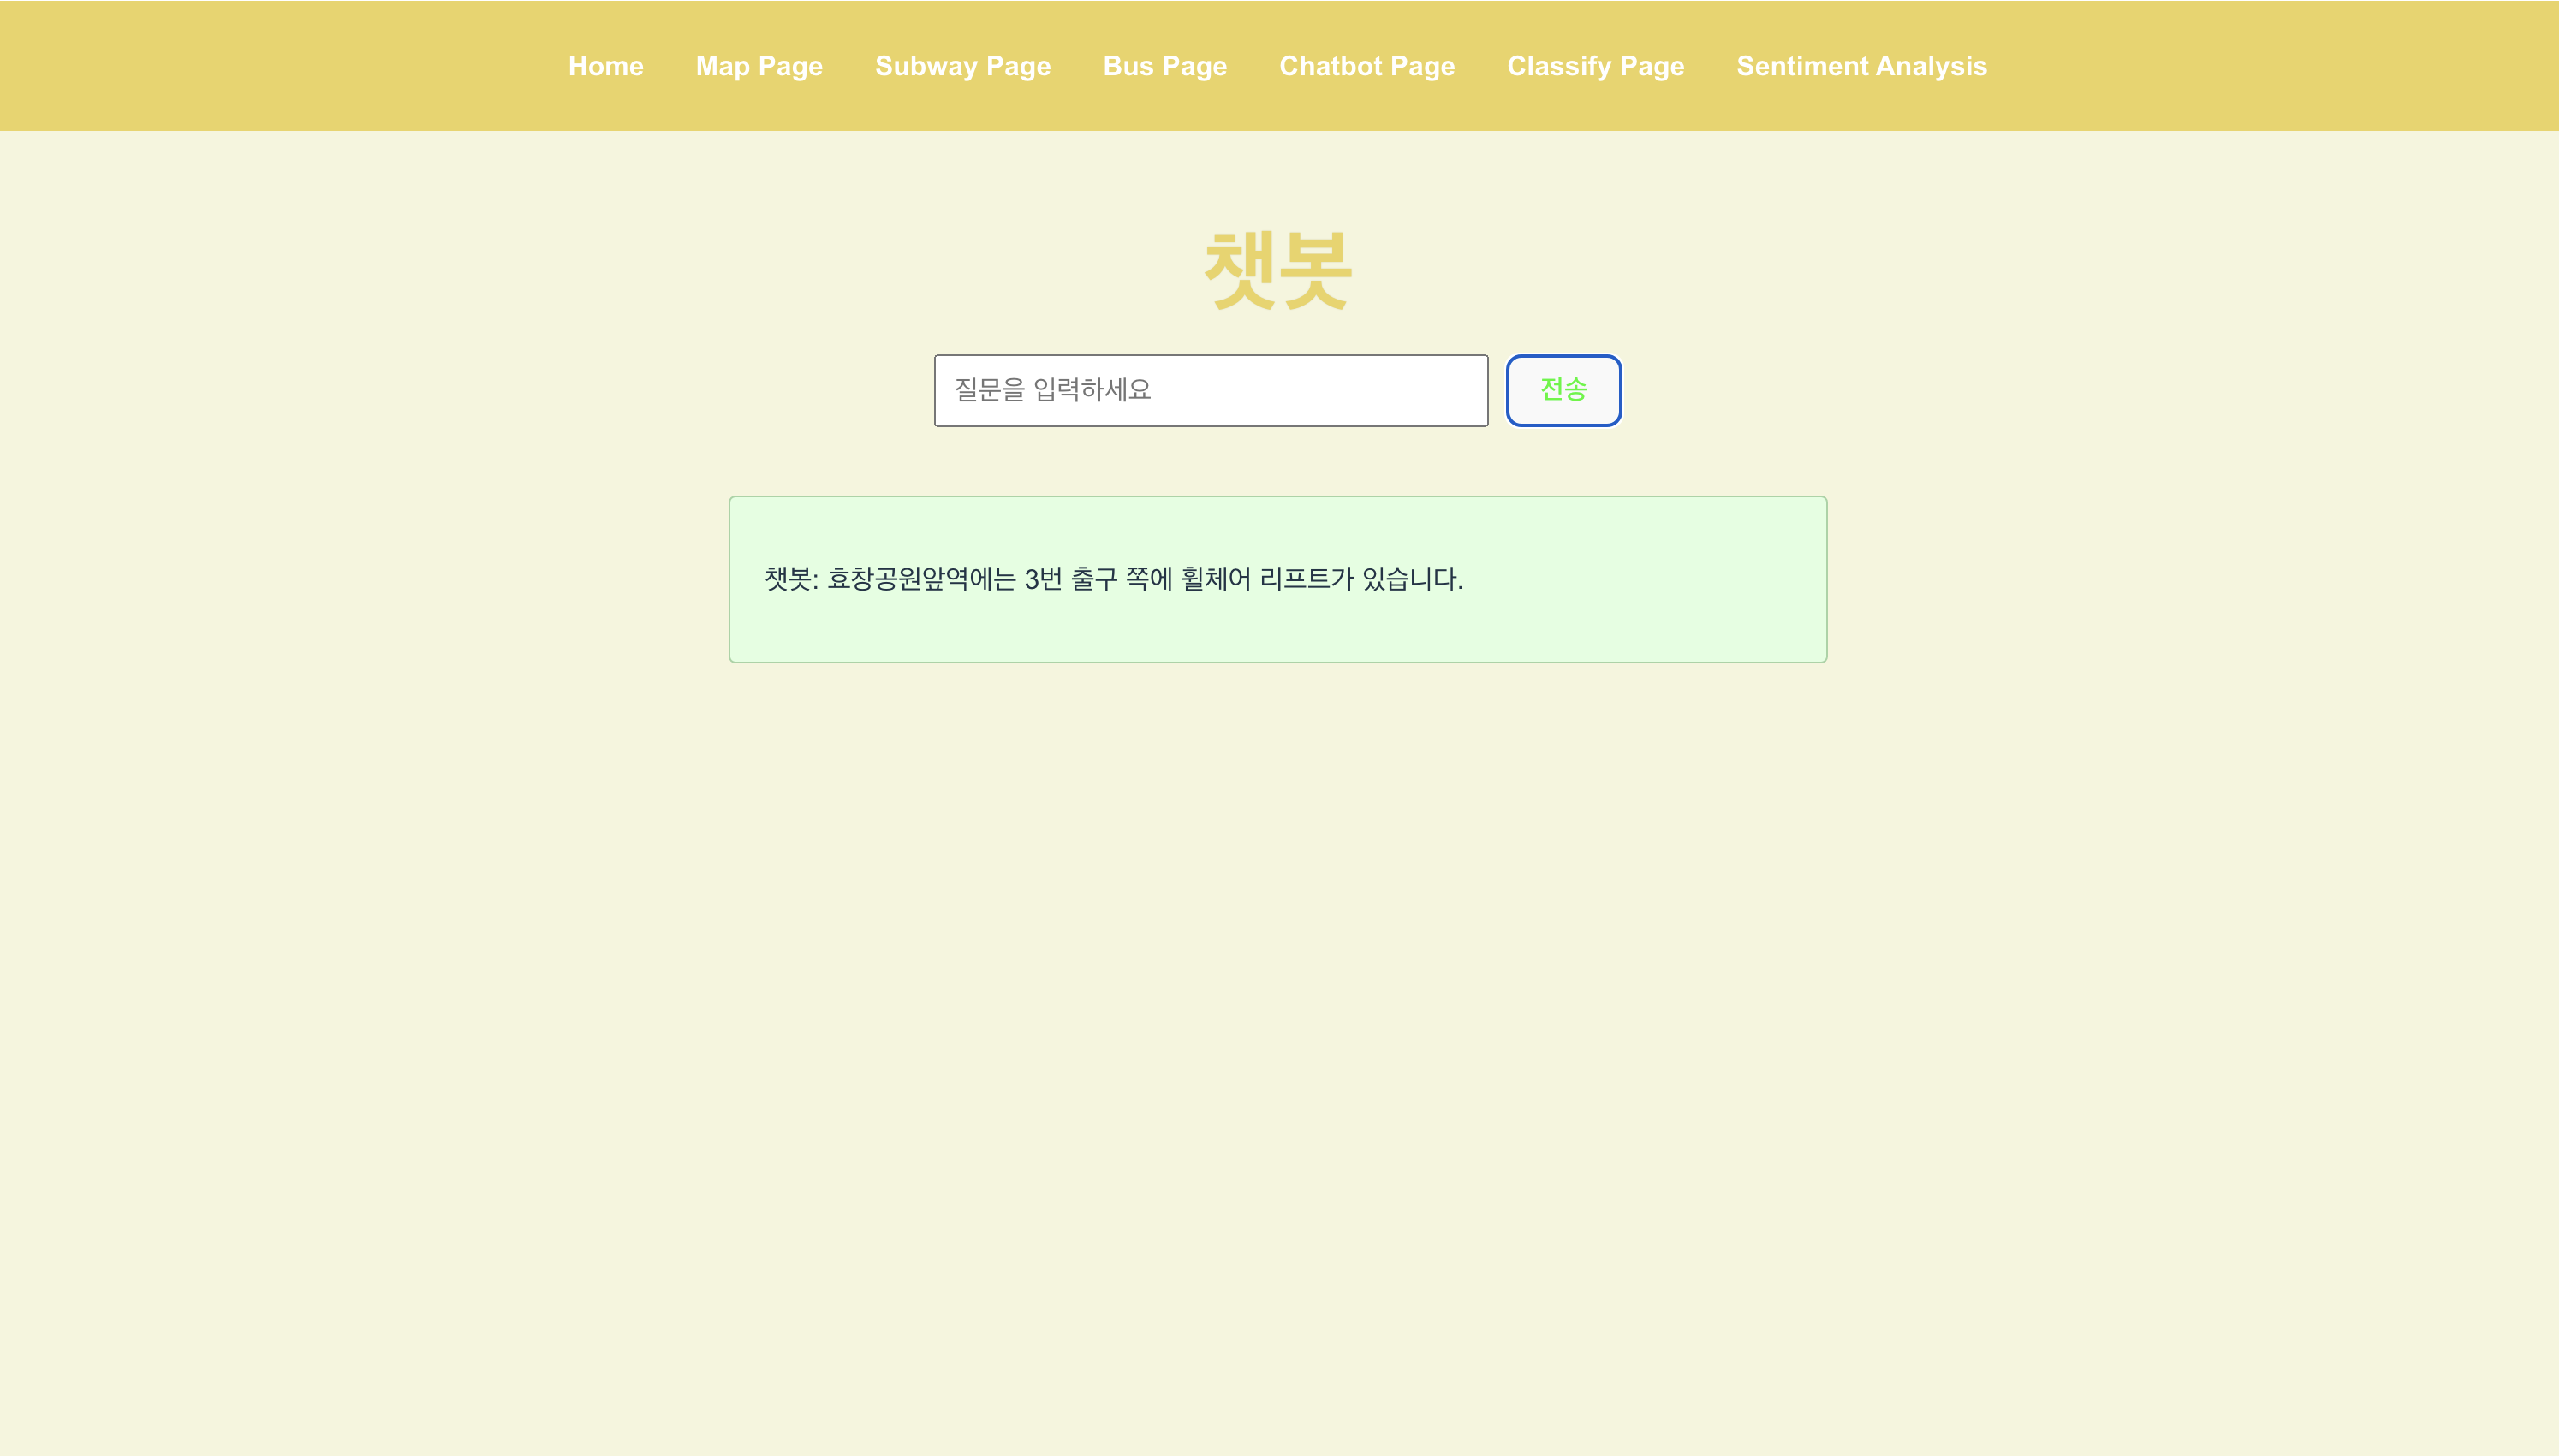 Home Map Page Subway Page Bus Page Chatbot Page Classify Page Sentiment Analysis
챗봇
질문을 입력하세요 전송
챗봇: 효창공원앞역에는 3번 출구 쪽에 휠체어 리프트가 있습니다.